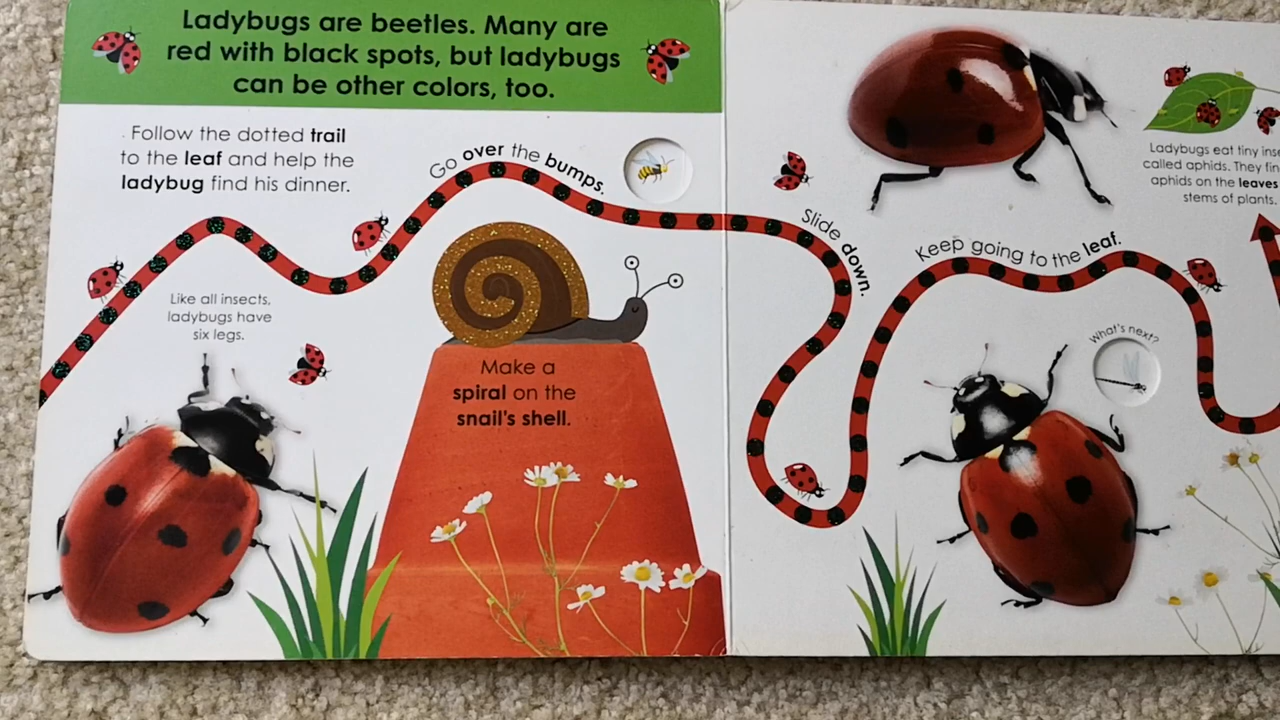 Ladybugs are beetles. Many are
red with black spots, but ladybugs
can be other colors, too.
Follow the dotted trail
to the leaf and help the
ladybug find his dinner.
Go over the bumps.
Like all insects,
ladybugs have
six legs.
Make a
spiral on the
snail's shell.
Slide down.
Keep going to the leaf.
What's next?
Ladybugs eat tiny
called aphids. They
aphids on the leaves
stems of plants.